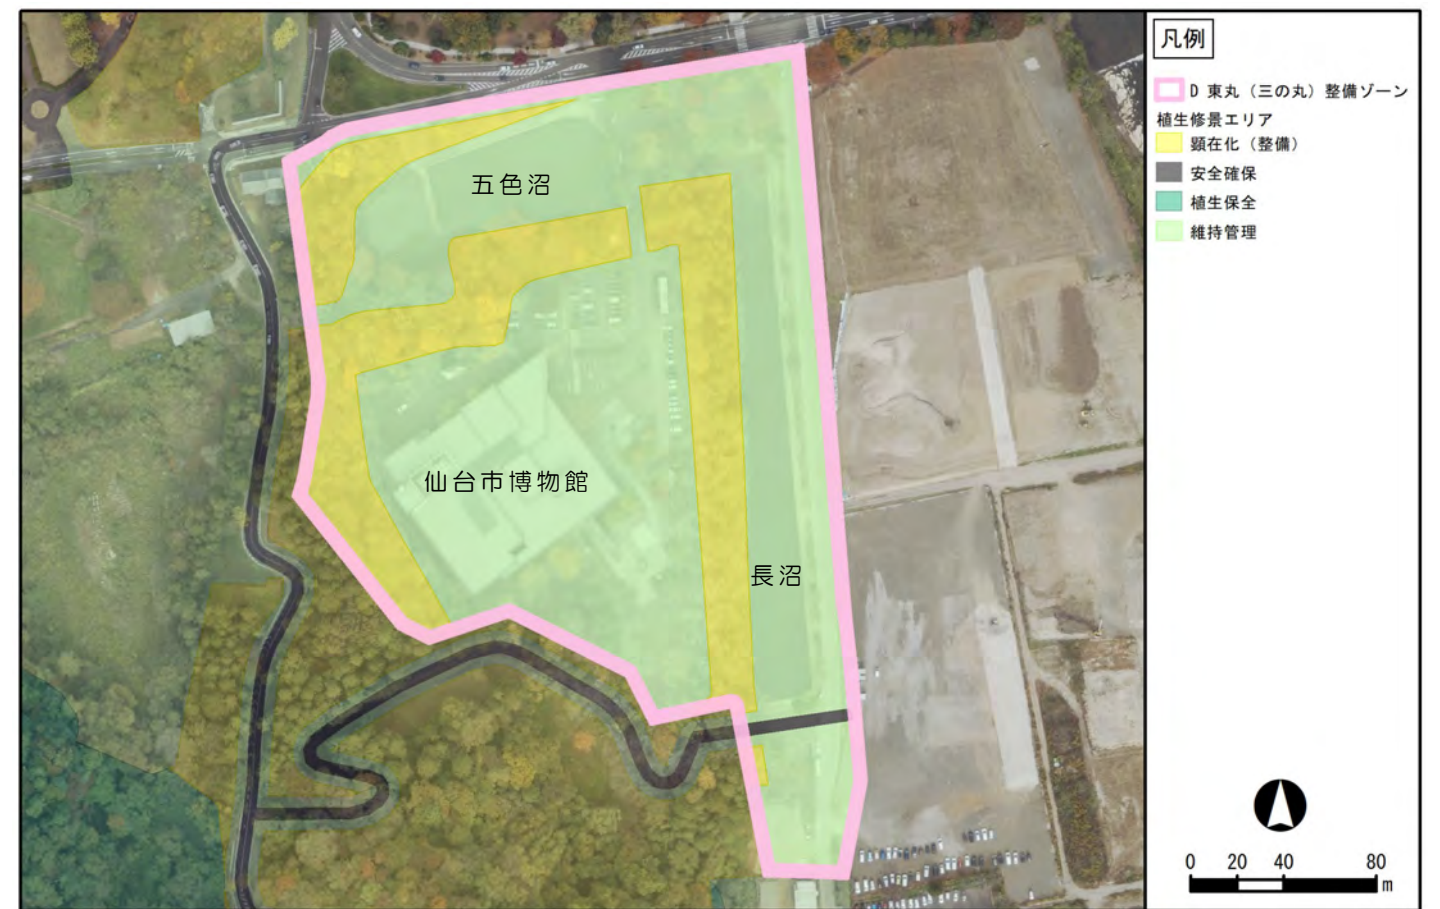 凡例
D 東丸（三の丸）整備ゾーン
植生修景エリア
顕在化（整備）
安全確保
植生保全
維持管理
五色沼
仙台市博物館
長沼
0 20 40 80
m